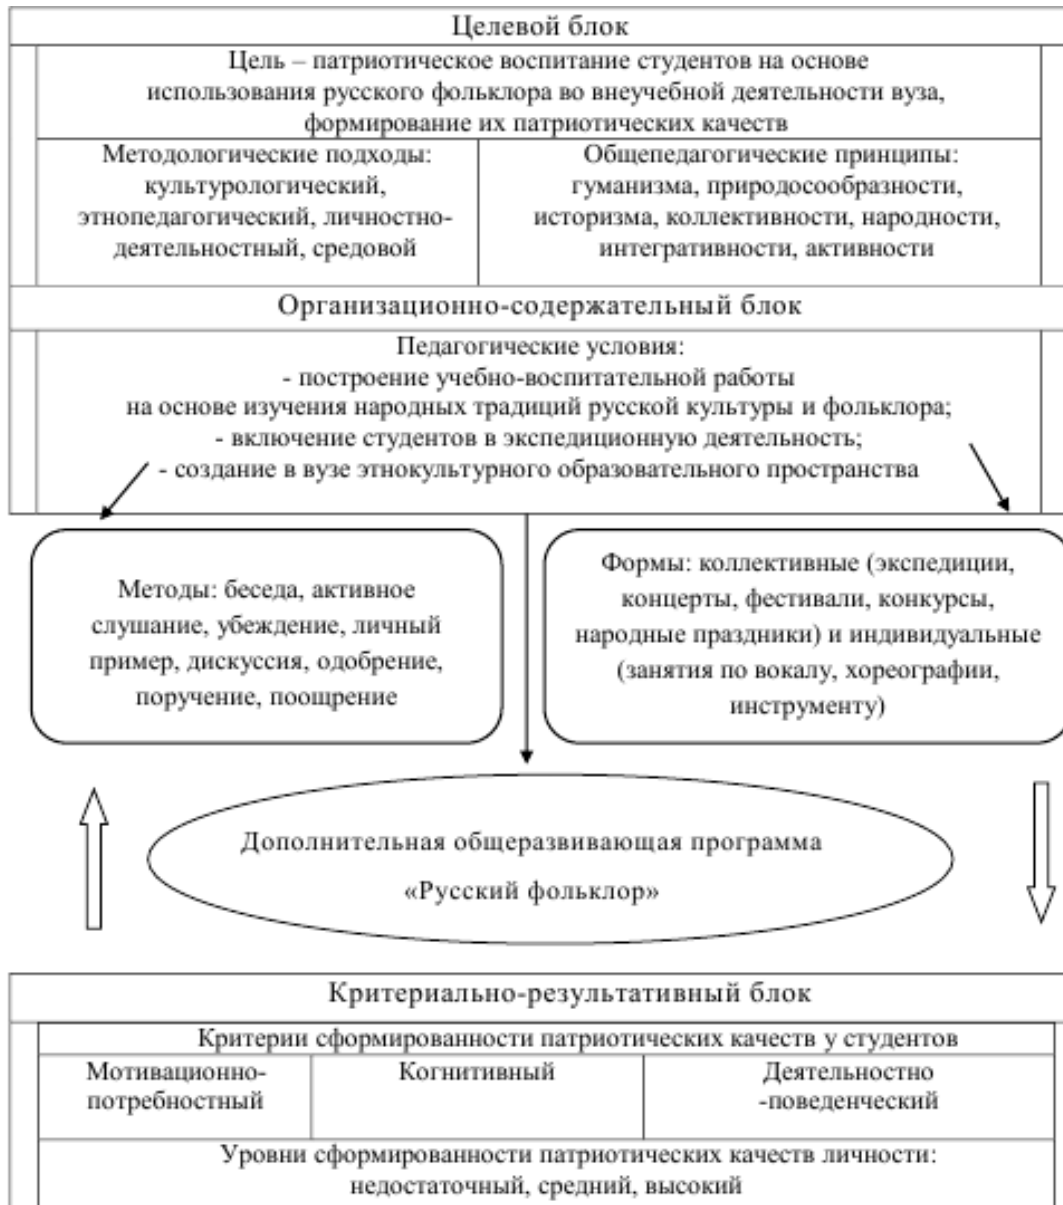 Целевой блок
Цель – патриотическое воспитание студентов на основе
использования русского фольклора во внеучебной деятельности вуза,
формирование их патриотических качеств
Методологические подходы:
культурологический,
этнопедагогический, личностно-
деятельностный, средовой
Общепедагогические принципы:
гуманизма, природосообразности,
историзма, коллективности, народности,
интегративности, активности
Организационно-содержательный блок
Педагогические условия:
- построение учебно-воспитательной работы
на основе изучения народных традиций русской культуры и фольклора;
- включение студентов в экспедиционную деятельность;
- создание в вузе этнокультурного образовательного пространства
Методы: беседа, активное
слушание, убеждение, личный
пример, дискуссия, одобрение,
поручение, поощрение
Формы: коллективные (экспедиции,
концерты, фестивали, конкурсы,
народные праздники) и индивидуальные
(занятия по вокалу, хореографии,
инструменту)
Дополнительная общеразвивающая программа
«Русский фольклор»
Критериально-результативный блок
Критерии сформированности патриотических качеств у студентов
Мотивационно-
потребностный
Когнитивный
Деятельностно
-поведенческий
Уровни сформированности патриотических качеств личности:
недостаточный, средний, высокий